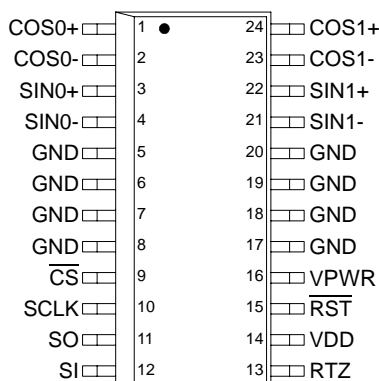 COS0+ 1 24 COS1+
COS0- 2 23 COS1-
SIN0+ 3 22 SIN1+
SIN0- 4 21 SIN1-
GND 5 20 GND
GND 6 19 GND
GND 7 18 GND
GND 8 17 GND
C̅S̅ 9 16 VPWR
SCLK 10 15 R̅S̅T̅
SO 11 14 VDD
SI 12 13 RTZ